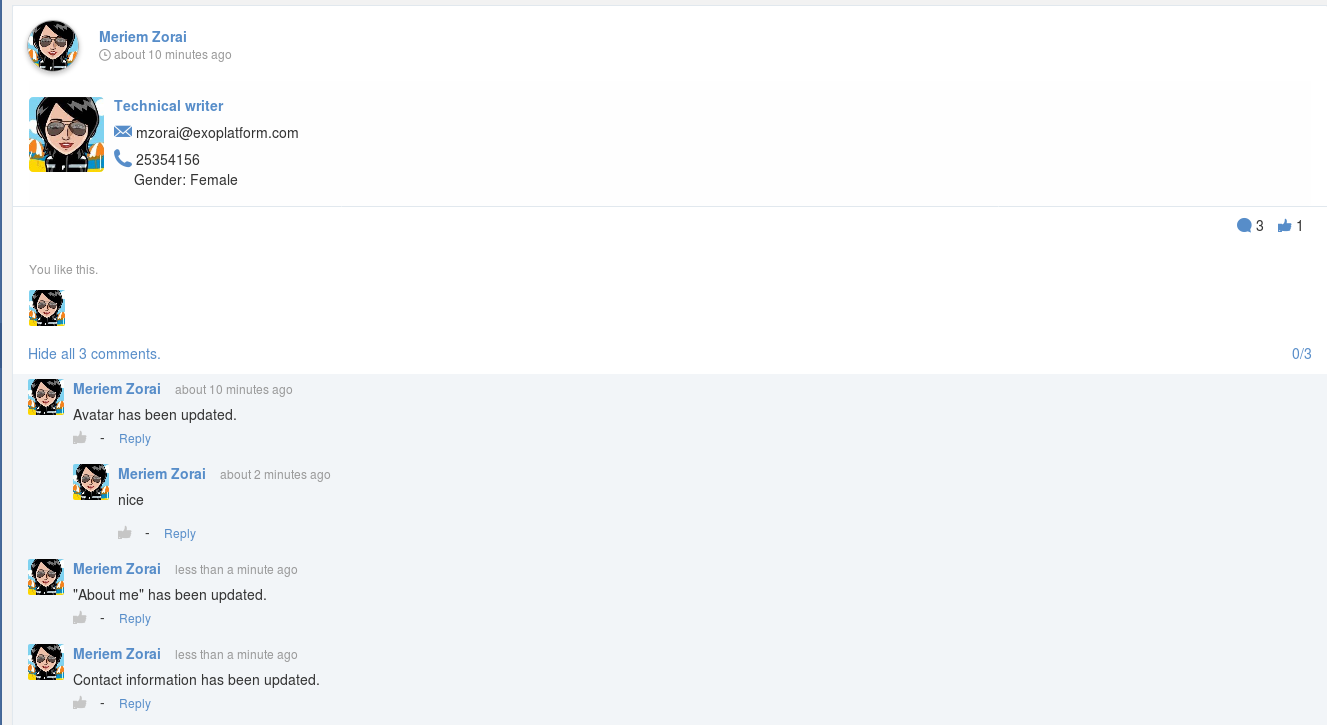 Meriem Zorai
about 10 minutes ago
Technical writer
mzorai@exoplatform.com
25354156
Gender: Female
3 1
You like this.
Hide all 3 comments. 0/3
Meriem Zorai about 10 minutes ago
Avatar has been updated.
- Reply
Meriem Zorai about 2 minutes ago
nice
- Reply
Meriem Zorai less than a minute ago
"About me" has been updated.
- Reply
Meriem Zorai less than a minute ago
Contact information has been updated.
- Reply